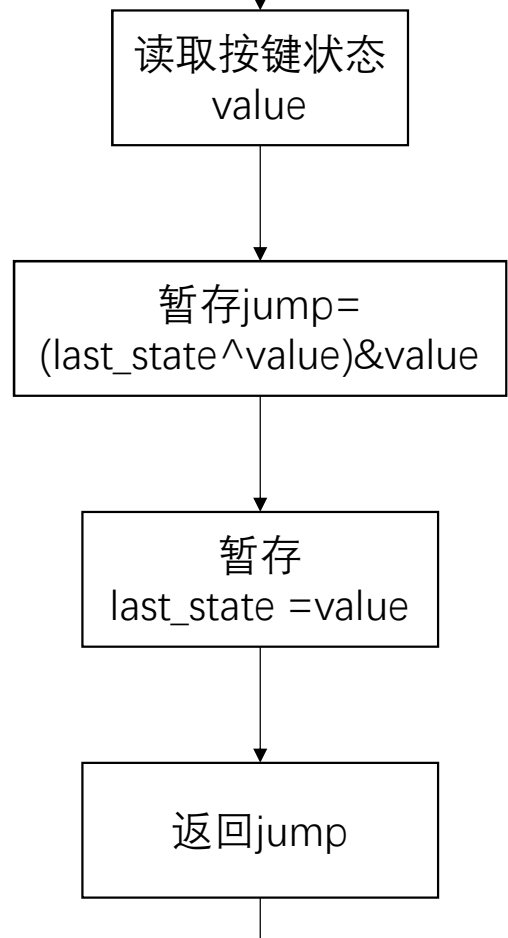 读取按键状态
value
暂存jump=
(last_state^value)&value
暂存
last_state =value
返回jump